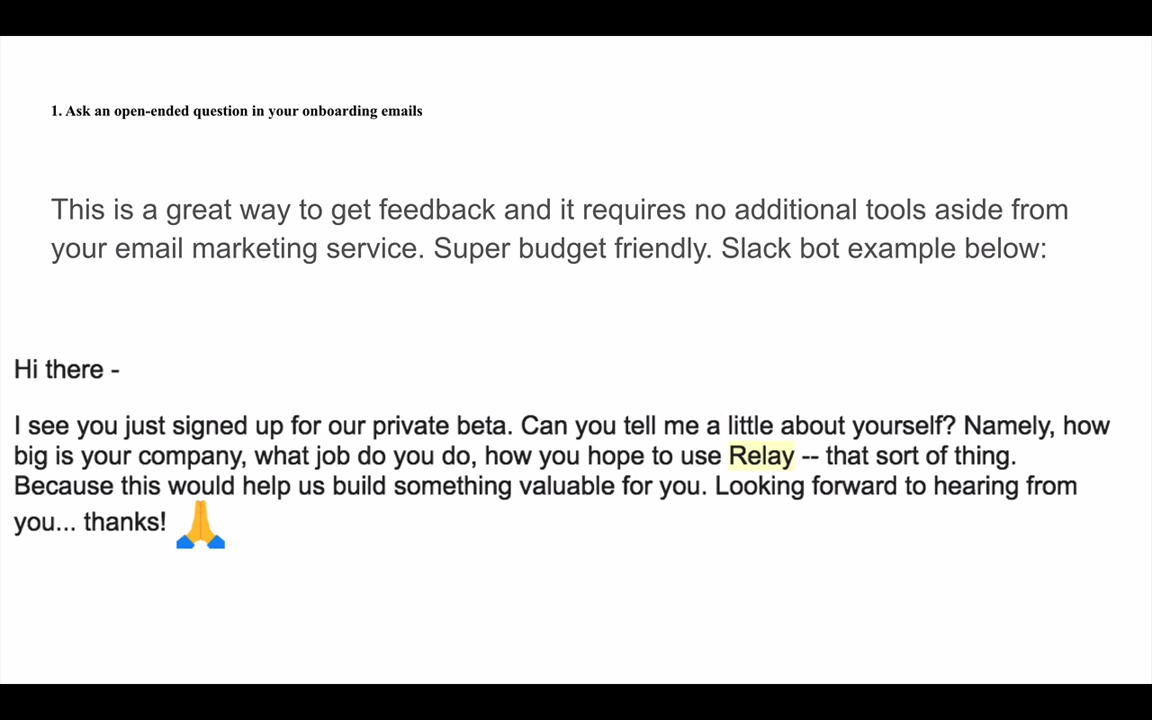 1. Ask an open-ended question in your onboarding emails
This is a great way to get feedback and it requires no additional tools aside from
your email marketing service. Super budget friendly. Slack bot example below:
Hi there -
I see you just signed up for our private beta. Can you tell me a little about yourself? Namely, how
big is your company, what job do you do, how you hope to use Relay -- that sort of thing.
Because this would help us build something valuable for you. Looking forward to hearing from
you... thanks! 🙏